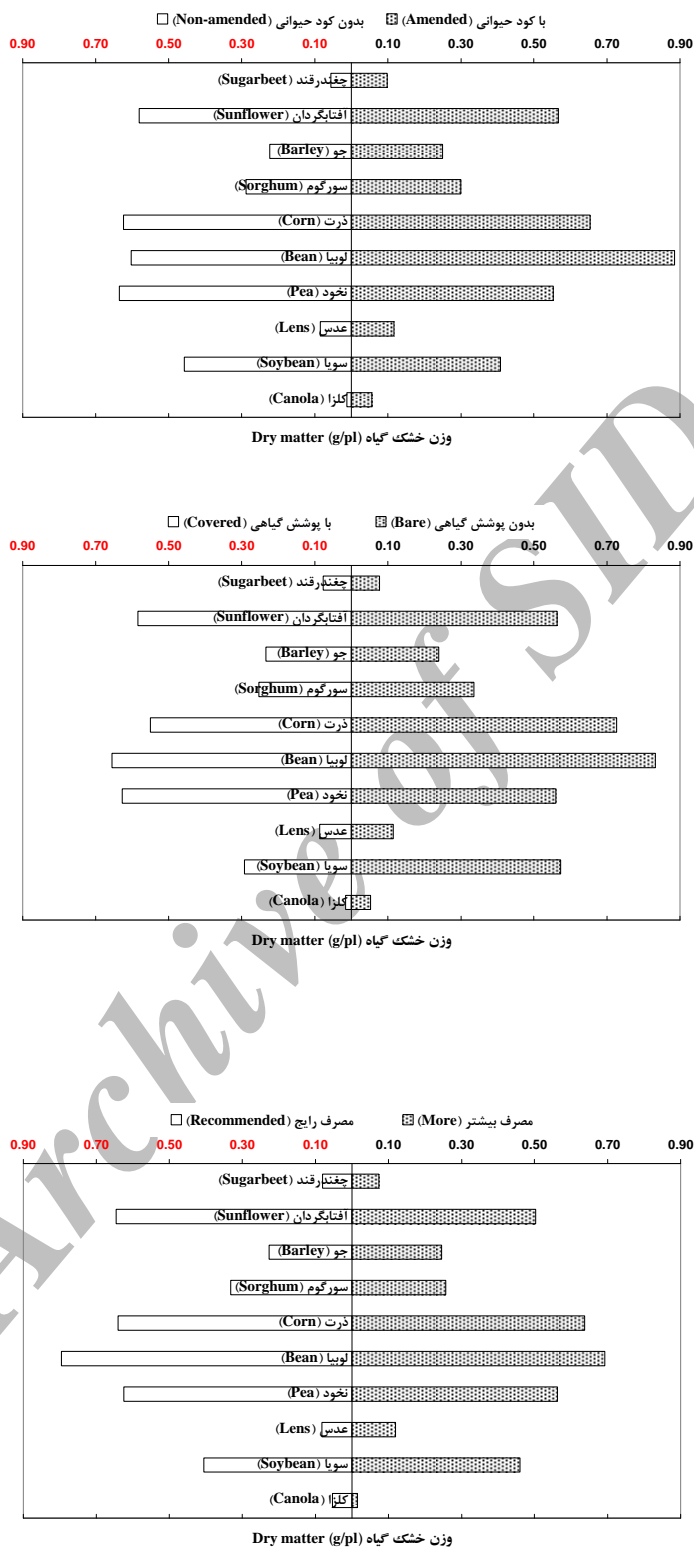 بدون کود حیوانی (Non-amended) با کود حیوانی (Amended)
0.90 0.70 0.50 0.30 0.10 0.10 0.30 0.50 0.70 0.90
چغندرقند (Sugarbeet)
افتابگردان (Sunflower)
جو (Barley)
سورگوم (Sorghum)
ذرت (Corn)
لوبیا (Bean)
نخود (Pea)
عدس (Lens)
سویا (Soybean)
کلزا (Canola)
وزن خشک گیاه Dry matter (g/pl)
با پوشش گیاهی (Covered) بدون پوشش گیاهی (Bare)
0.90 0.70 0.50 0.30 0.10 0.10 0.30 0.50 0.70 0.90
چغندرقند (Sugarbeet)
افتابگردان (Sunflower)
جو (Barley)
سورگوم (Sorghum)
ذرت (Corn)
لوبیا (Bean)
نخود (Pea)
عدس (Lens)
سویا (Soybean)
کلزا (Canola)
وزن خشک گیاه Dry matter (g/pl)
مصرف رایج (Recommended) مصرف بیشتر (More)
0.90 0.70 0.50 0.30 0.10 0.10 0.30 0.50 0.70 0.90
چغندرقند (Sugarbeet)
افتابگردان (Sunflower)
جو (Barley)
سورگوم (Sorghum)
ذرت (Corn)
لوبیا (Bean)
نخود (Pea)
عدس (Lens)
سویا (Soybean)
کلزا (Canola)
وزن خشک گیاه Dry matter (g/pl)
Archive of SID